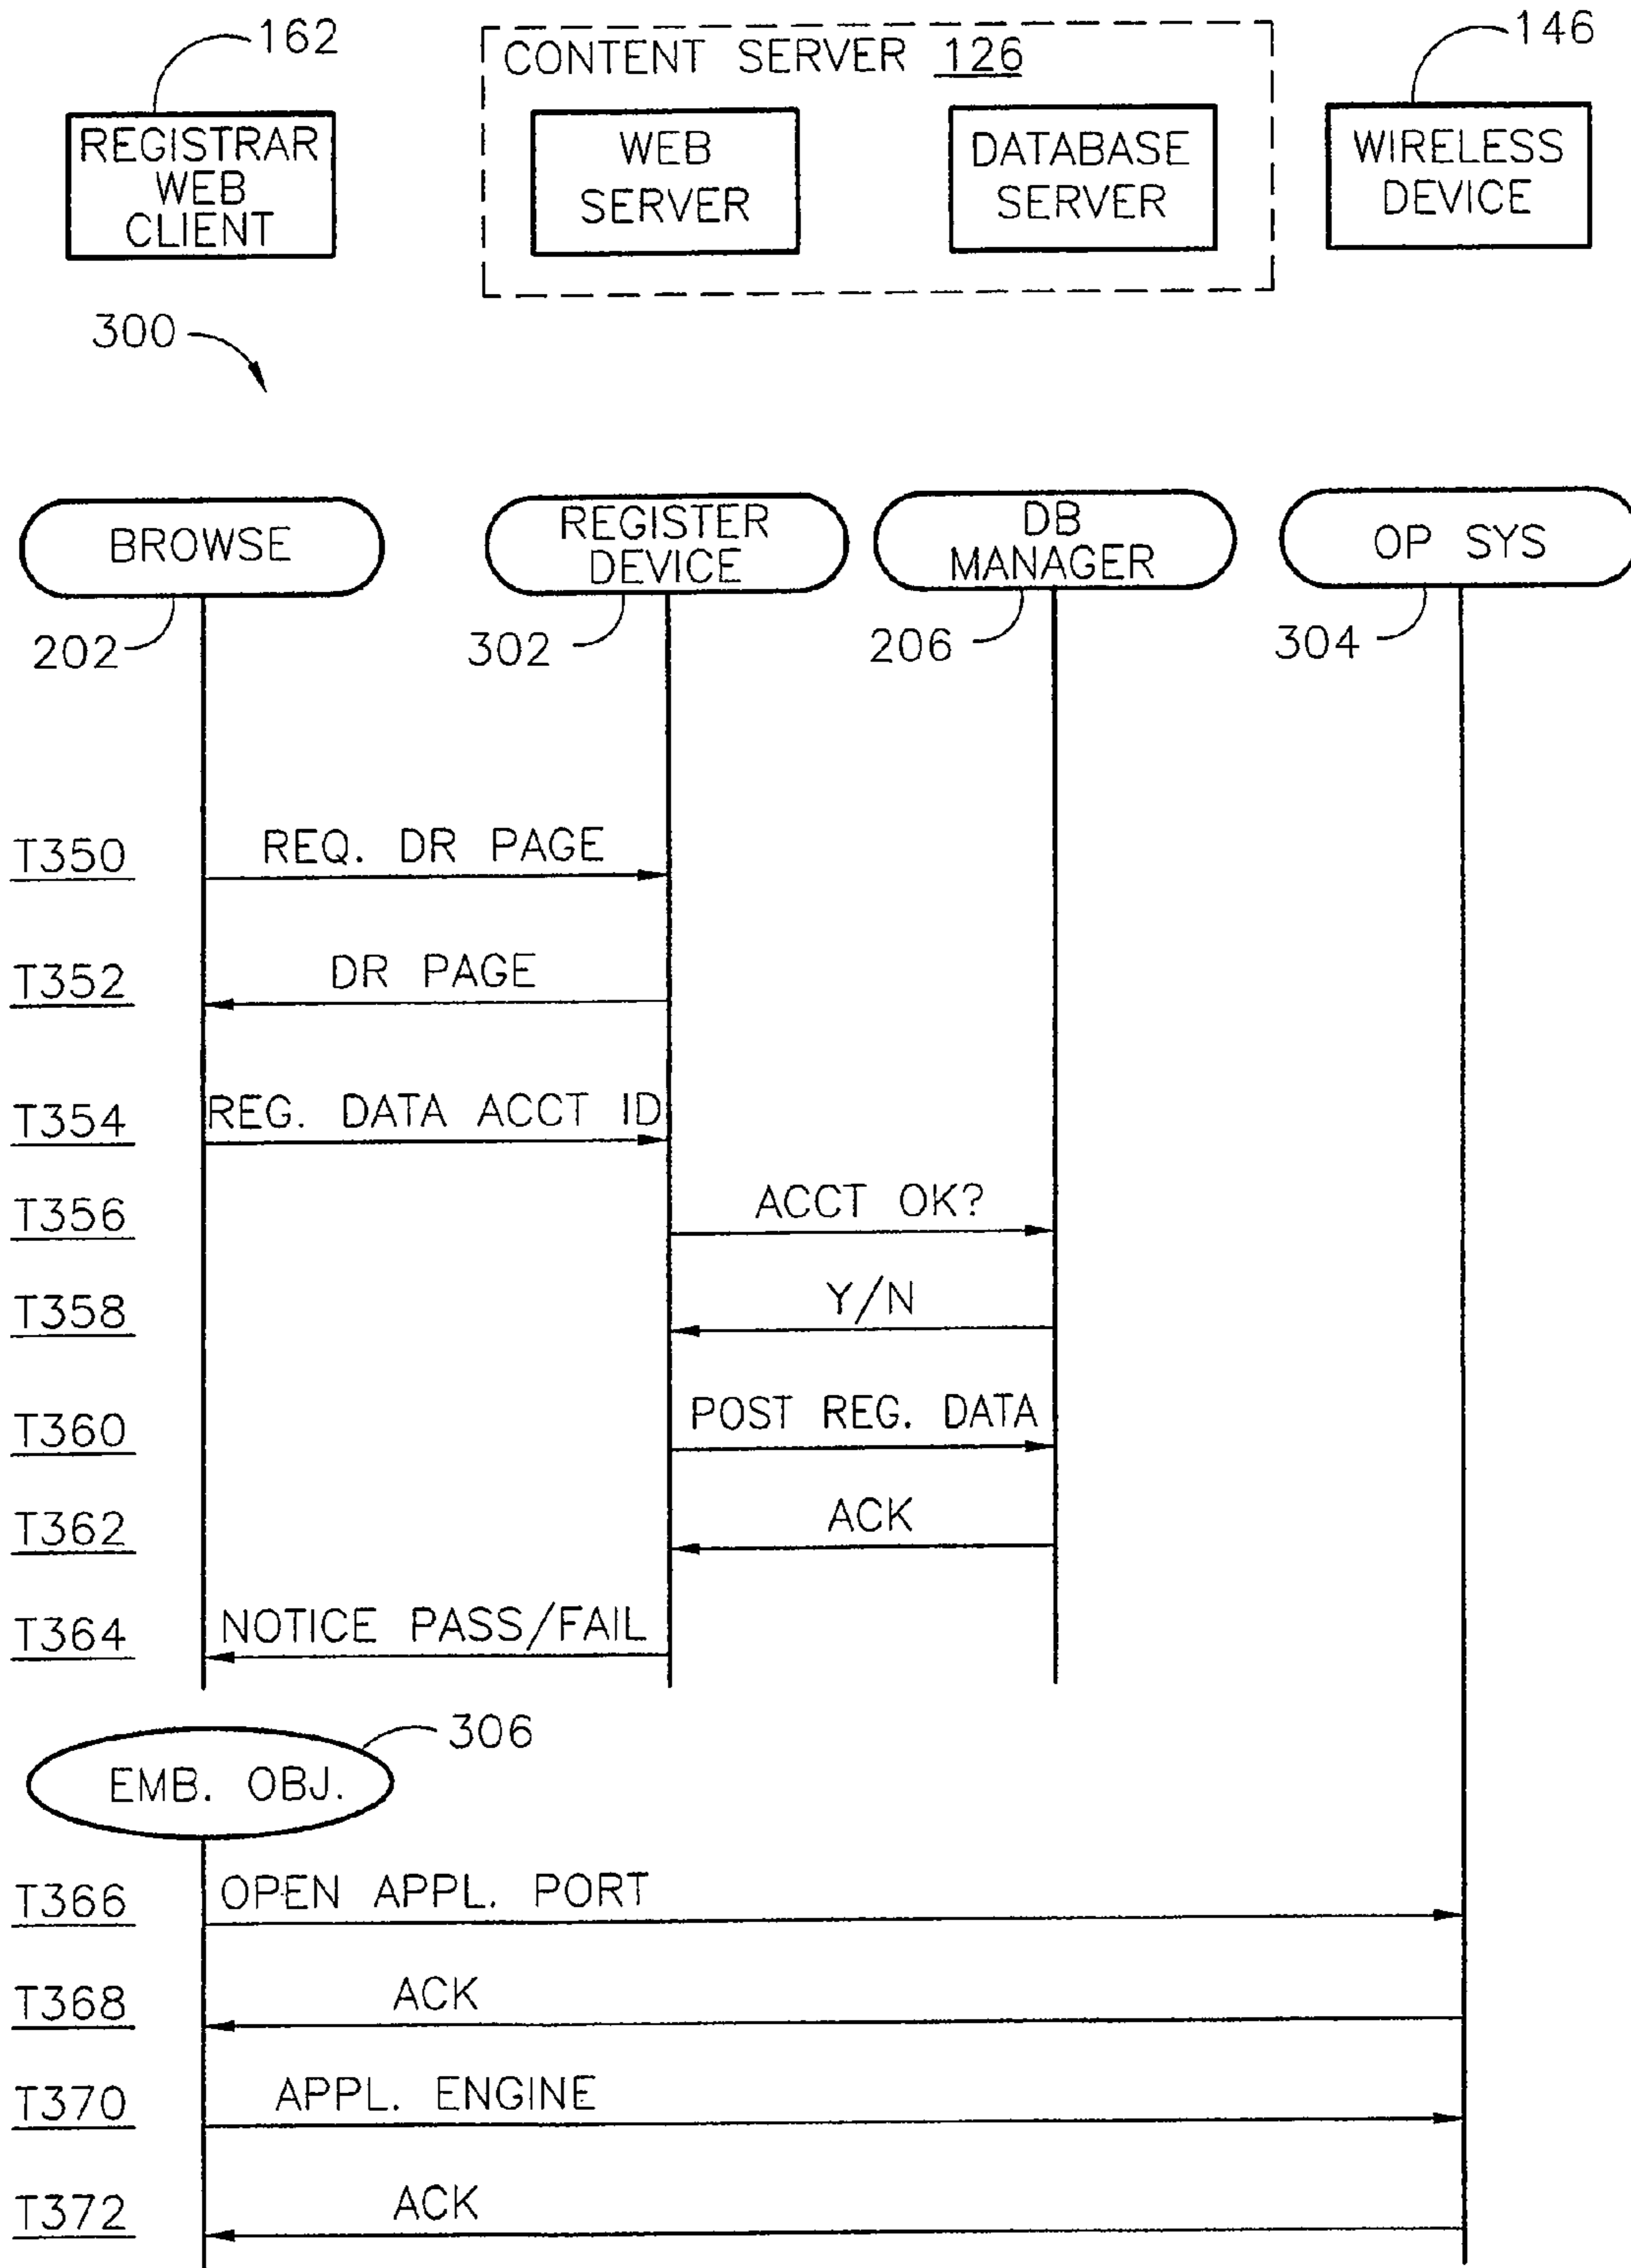 162
CONTENT SERVER 126
146
REGISTRAR
WEB
CLIENT
WEB
SERVER
DATABASE
SERVER
WIRELESS
DEVICE
300
BROWSE
REGISTER
DEVICE
DB
MANAGER
OP SYS
202
302
206
304
T350
REQ. DR PAGE
T352
DR PAGE
T354
REG. DATA ACCT ID
T356
ACCT OK?
T358
Y/N
T360
POST REG. DATA
T362
ACK
T364
NOTICE PASS/FAIL
306
EMB. OBJ.
T366
OPEN APPL. PORT
T368
ACK
T370
APPL. ENGINE
T372
ACK